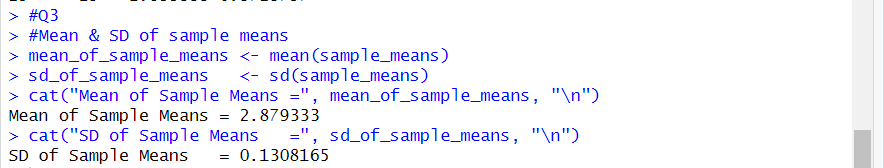 > #Q3
> #Mean & SD of sample means
> mean_of_sample_means <- mean(sample_means)
> sd_of_sample_means   <- sd(sample_means)
> cat("Mean of Sample Means =", mean_of_sample_means, "\n")
Mean of Sample Means = 2.879333
> cat("SD of Sample Means   =", sd_of_sample_means, "\n")
SD of Sample Means   = 0.1308165